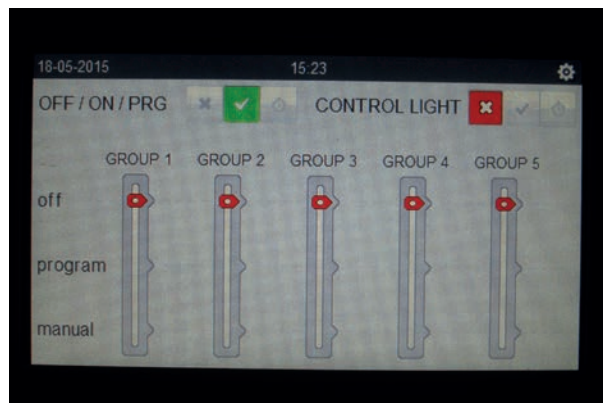 18-05-2015 15:23
OFF / ON / PRG CONTROL LIGHT
GROUP 1 GROUP 2 GROUP 3 GROUP 4 GROUP 5
off
program
manual